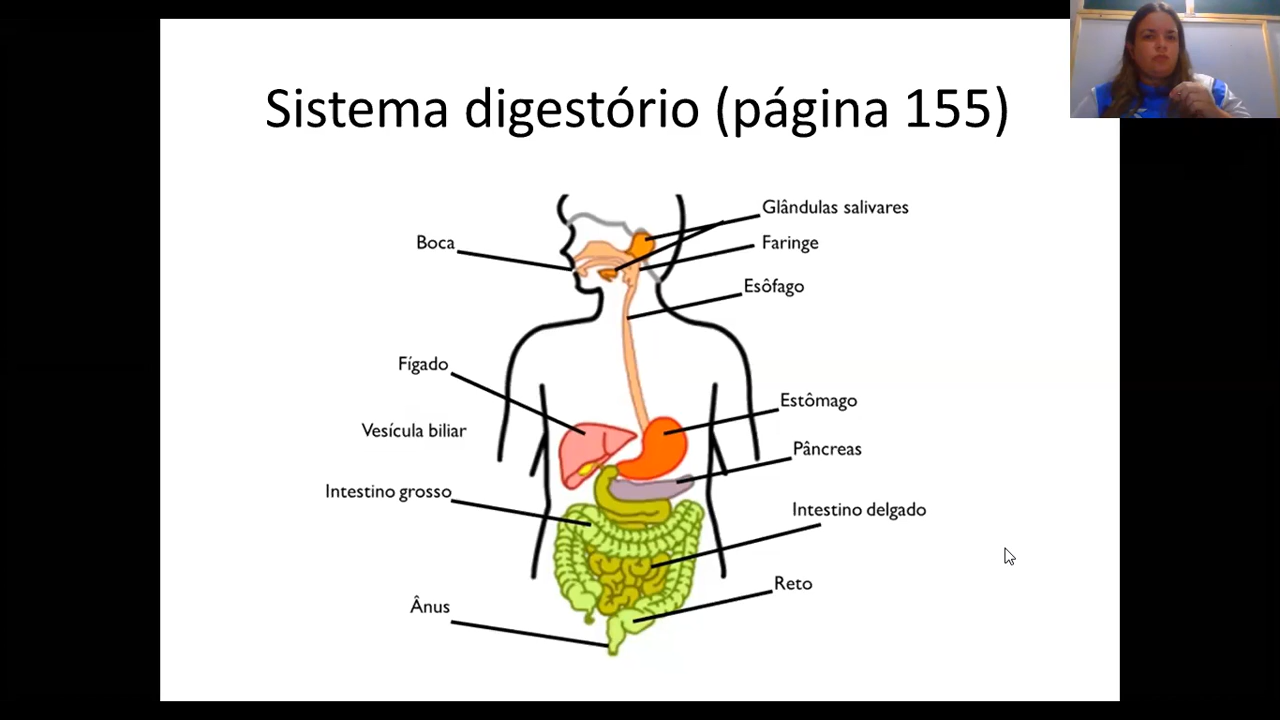 Sistema digestório (página 155)
Glândulas salivares
Boca
Faringe
Esôfago
Fígado
Estômago
Vesícula biliar
Pâncreas
Intestino grosso
Intestino delgado
Reto
Ânus